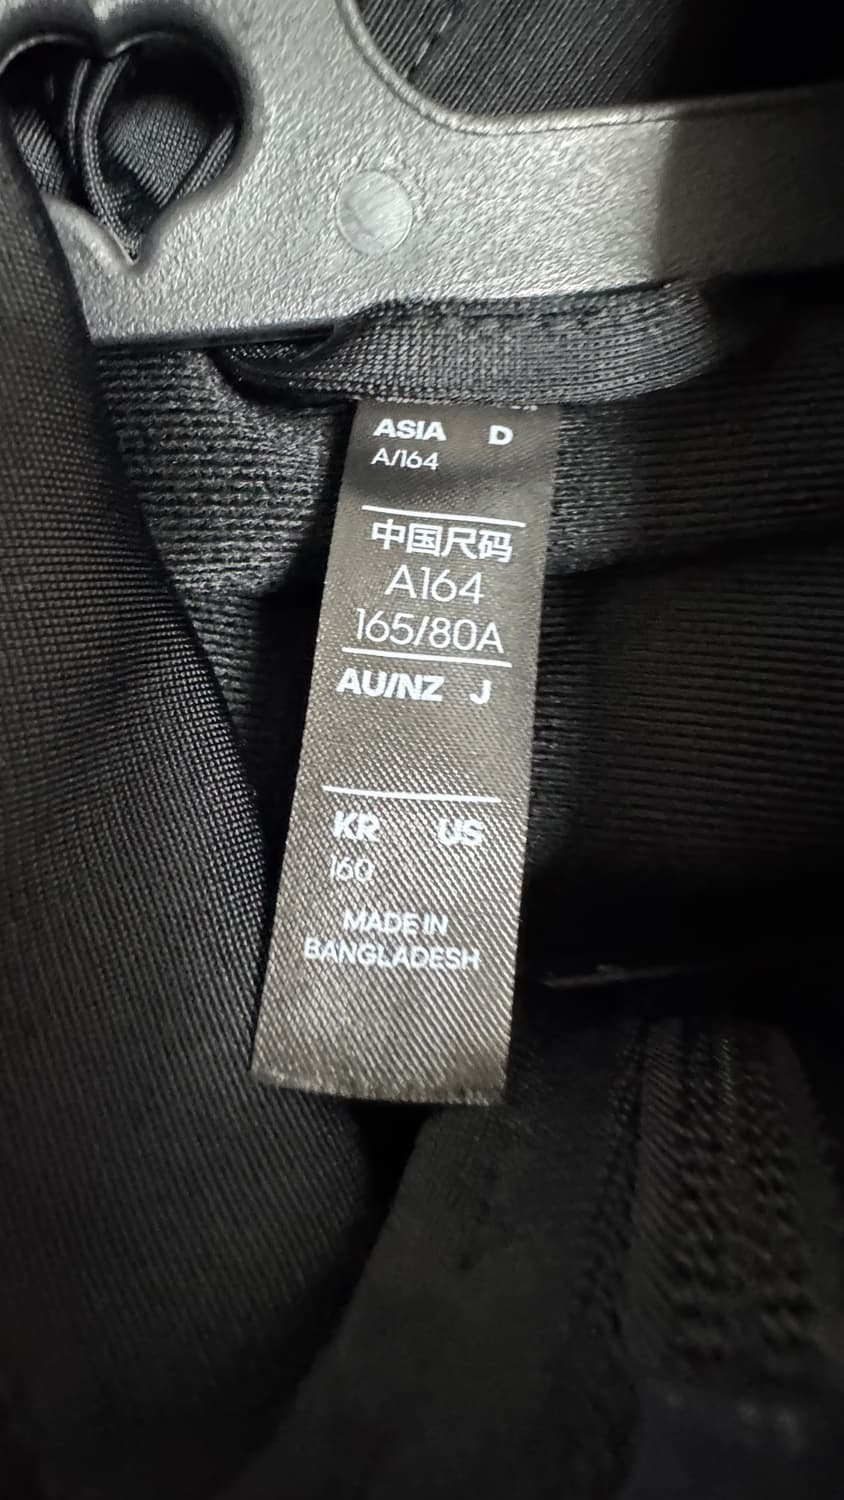 ASIA D
A/164
中国尺码
A164
165/80A
AU/NZ J
KR US
160
MADE IN
BANGLADESH